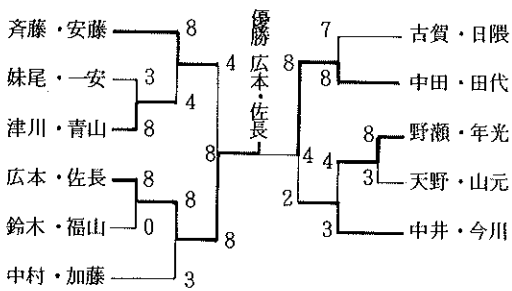 斉藤・安藤
妹尾・一安
津川・青山
広本・佐長
鈴木・福山
中村・加藤
8
3
8
4
8
0
8
3
4
8
8
優勝 広本・佐長
4
8
2
7
8
4
3
8
3
古賀・日隈
中田・田代
野瀬・年光
天野・山元
中井・今川